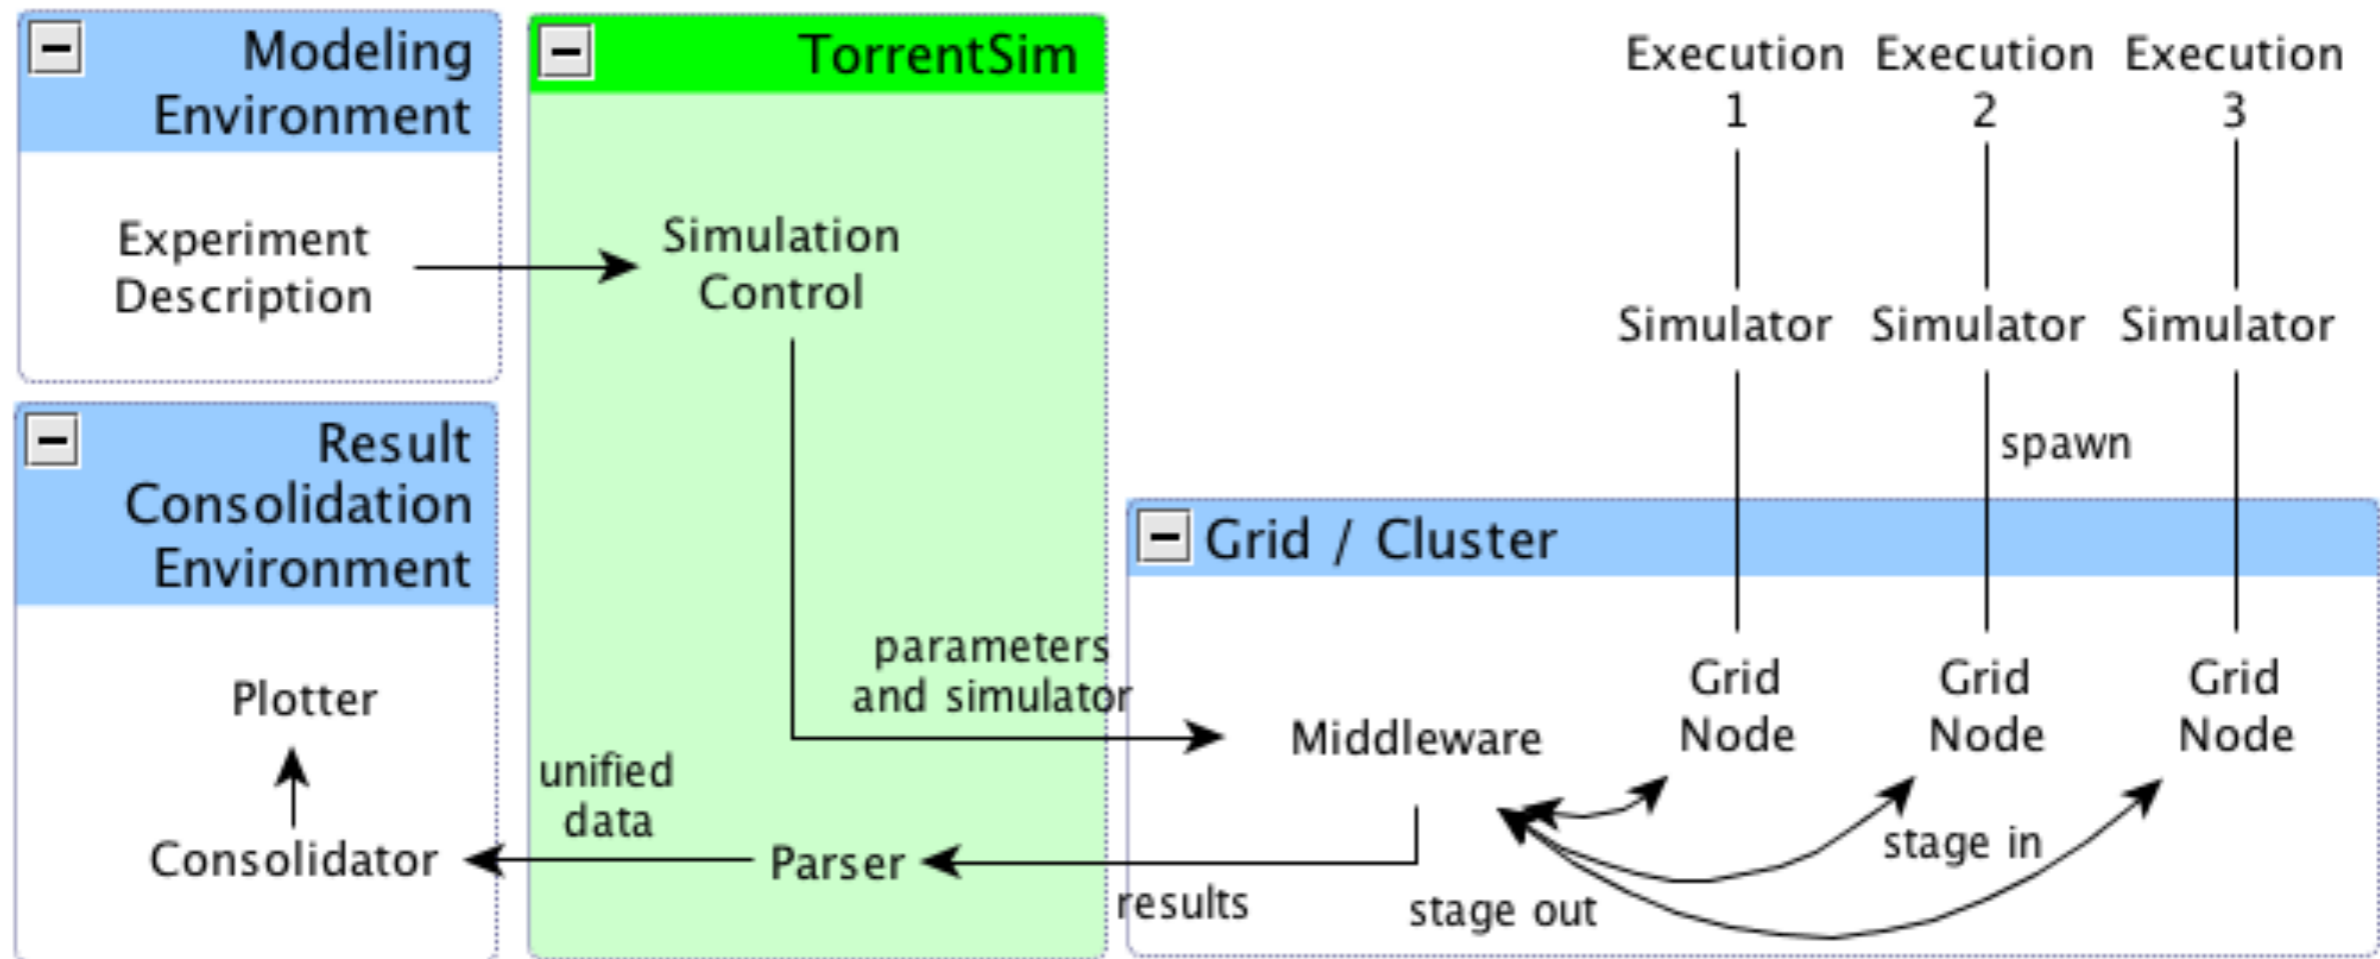 Modeling
Environment
Experiment
Description
Result
Consolidation
Environment
Plotter
Consolidator
TorrentSim
Simulation
Control
parameters
and simulator
unified
data
Parser
results
Execution
1
Execution
2
Execution
3
Simulator
Simulator
Simulator
spawn
Grid / Cluster
Middleware
Grid
Node
Grid
Node
Grid
Node
stage in
stage out